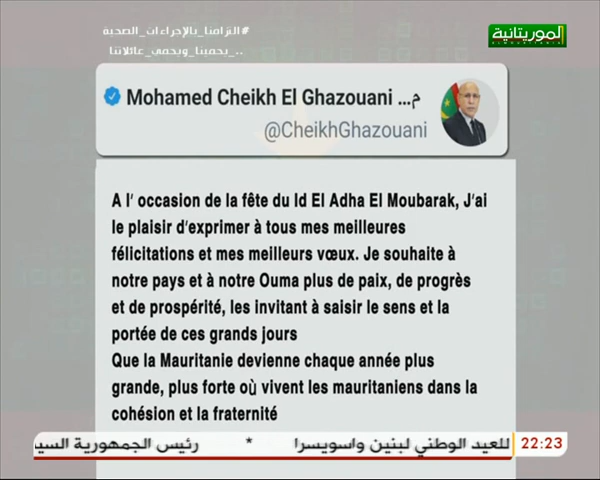 #التزامنا_بالإجراءات_الصحية
يحمينا_ويحمي_عائلاتنا_..
الموريتانية
Mohamed Cheikh El Ghazouani م...
@CheikhGhazouani
A l' occasion de la fête du Id El Adha El Moubarak, J'ai
le plaisir d'exprimer à tous mes meilleures
félicitations et mes meilleurs vœux. Je souhaite à
notre pays et à notre Ouma plus de paix, de progrès
et de prospérité, les invitant à saisir le sens et la
portée de ces grands jours
Que la Mauritanie devienne chaque année plus
grande, plus forte où vivent les mauritaniens dans la
cohésion et la fraternité
للعيد الوطني لبنين واسويسرا * رئيس الجمهورية السيد
22:23